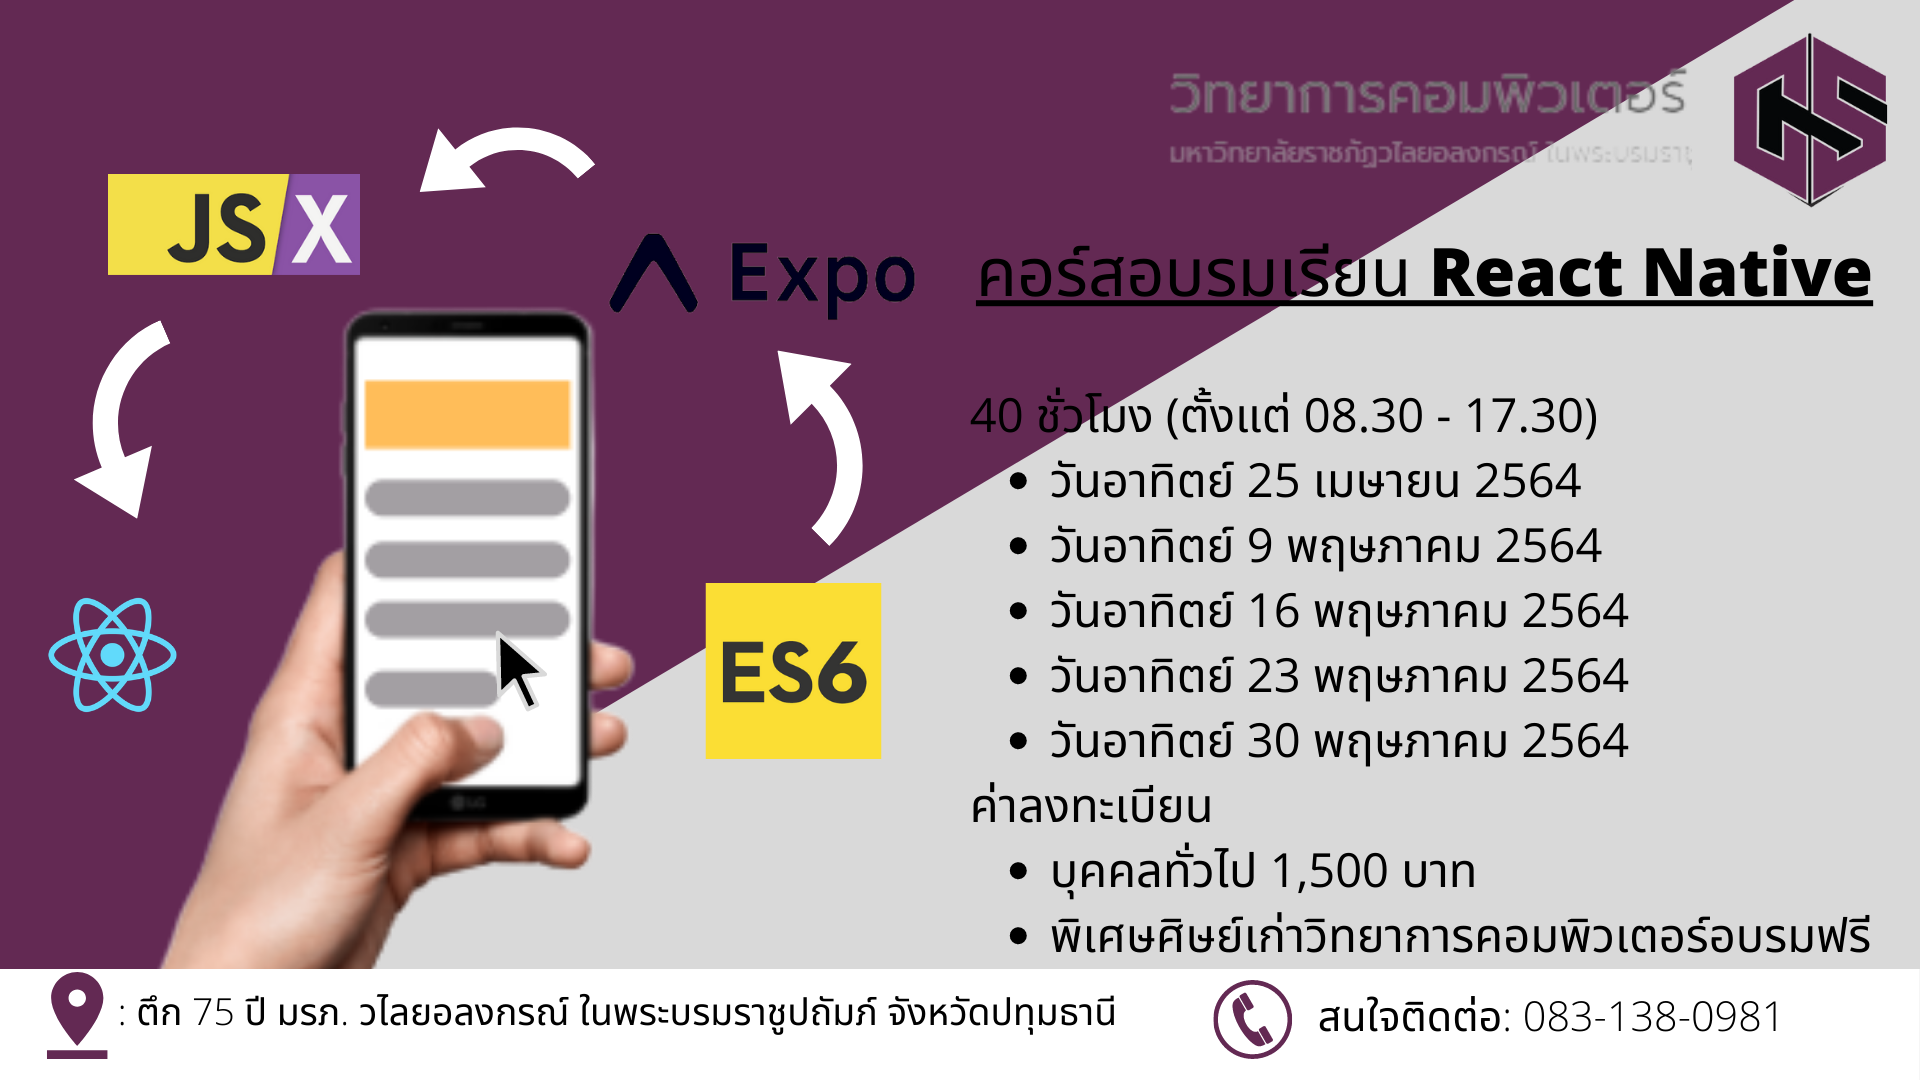 วิทยาการคอมพิวเตอร์
มหาวิทยาลัยราชภัฏวไลยอลงกรณ์ ในพระบรมรา
CS
JSX
Expo
ES6
LG
คอร์สอบรมเรียน React Native
40 ชั่วโมง (ตั้งแต่ 08.30 - 17.30)
• วันอาทิตย์ 25 เมษายน 2564
• วันอาทิตย์ 9 พฤษภาคม 2564
• วันอาทิตย์ 16 พฤษภาคม 2564
• วันอาทิตย์ 23 พฤษภาคม 2564
• วันอาทิตย์ 30 พฤษภาคม 2564
ค่าลงทะเบียน
• บุคคลทั่วไป 1,500 บาท
• พิเศษศิษย์เก่าวิทยาการคอมพิวเตอร์อบรมฟรี
: ตึก 75 ปี มรภ. วไลยอลงกรณ์ ในพระบรมราชูปถัมภ์ จังหวัดปทุมธานี
สนใจติดต่อ: 083-138-0981